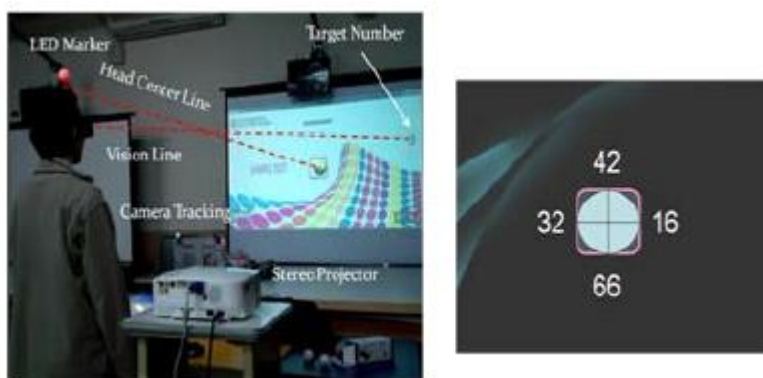 LED Marker
Target Number
Head Center Line
Vision Line
Camera Tracking
Stereo Projector
42
32
16
66